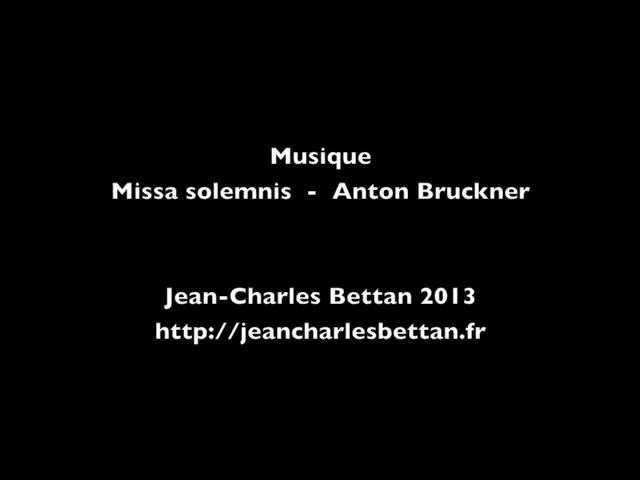 Musique
Missa solemnis - Anton Bruckner
Jean-Charles Bettan 2013
http://jeancharlesbettan.fr